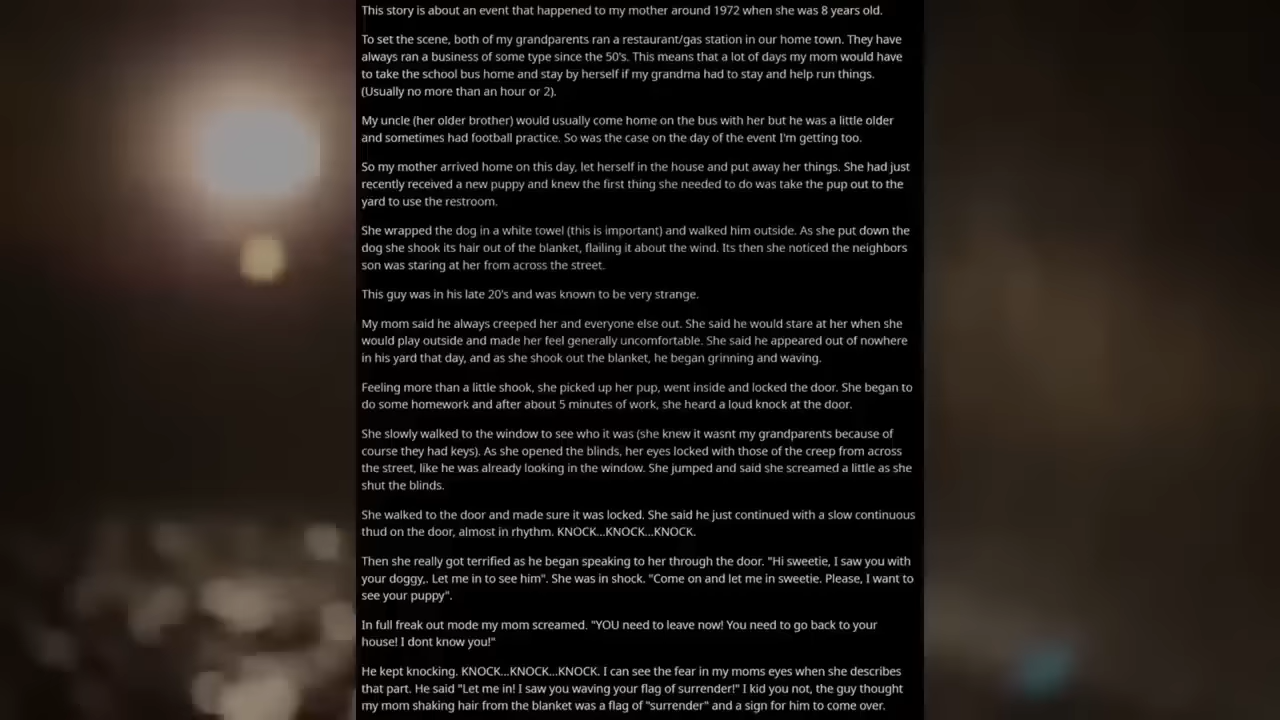 This story is about an event that happened to my mother around 1972 when she was 8 years old.
To set the scene, both of my grandparents ran a restaurant/gas station in our home town. They have
always ran a business of some type since the 50's. This means that a lot of days my mom would have
to take the school bus home and stay by herself if my grandma had to stay and help run things.
(Usually no more than an hour or 2).
My uncle (her older brother) would usually come home on the bus with her but he was a little older
and sometimes had football practice. So was the case on the day of the event I'm getting too.
So my mother arrived home on this day, let herself in the house and put away her things. She had just
recently received a new puppy and knew the first thing she needed to do was take the pup out to the
yard to use the restroom.
She wrapped the dog in a white towel (this is important) and walked him outside. As she put down the
dog she shook its hair out of the blanket, flailing it about the wind. Its then she noticed the neighbors
son was staring at her from across the street.
This guy was in his late 20's and was known to be very strange.
My mom said he always creeped her and everyone else out. She said he would stare at her when she
would play outside and made her feel generally uncomfortable. She said he appeared out of nowhere
in his yard that day, and as she shook out the blanket, he began grinning and waving.
Feeling more than a little shook, she picked up her pup, went inside and locked the door. She began to
do some homework and after about 5 minutes of work, she heard a loud knock at the door.
She slowly walked to the window to see who it was (she knew it wasnt my grandparents because of
course they had keys). As she opened the blinds, her eyes locked with those of the creep from across
the street, like he was already looking in the window. She jumped and said she screamed a little as she
shut the blinds.
She walked to the door and made sure it was locked. She said he just continued with a slow continuous
thud on the door, almost in rhythm. KNOCK...KNOCK...KNOCK.
Then she really got terrified as he began speaking to her through the door. "Hi sweetie, I saw you with
your doggy,. Let me in to see him". She was in shock. "Come on and let me in sweetie. Please, I want to
see your puppy".
In full freak out mode my mom screamed. "YOU need to leave now! You need to go back to your
house! I dont know you!"
He kept knocking. KNOCK...KNOCK...KNOCK. I can see the fear in my moms eyes when she describes
that part. He said "Let me in! I saw you waving your flag of surrender!" I kid you not, the guy thought
my mom shaking hair from the blanket was a flag of "surrender" and a sign for him to come over.